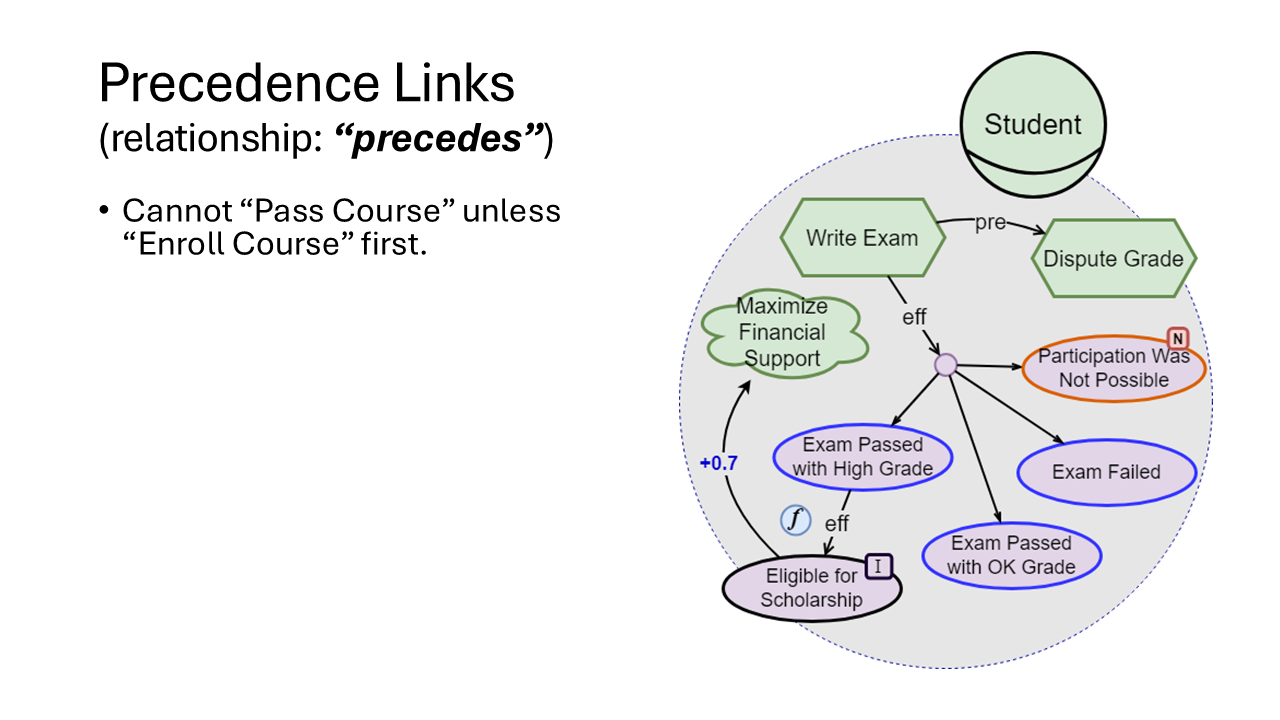 Precedence Links
(relationship: “precedes”)
• Cannot “Pass Course” unless
“Enroll Course” first.
Student
Write Exam
pre
Dispute Grade
eff
Maximize
Financial
Support
N
Participation Was
Not Possible
+0.7
Exam Passed
with High Grade
Exam Failed
f
eff
Exam Passed
with OK Grade
I
Eligible for
Scholarship